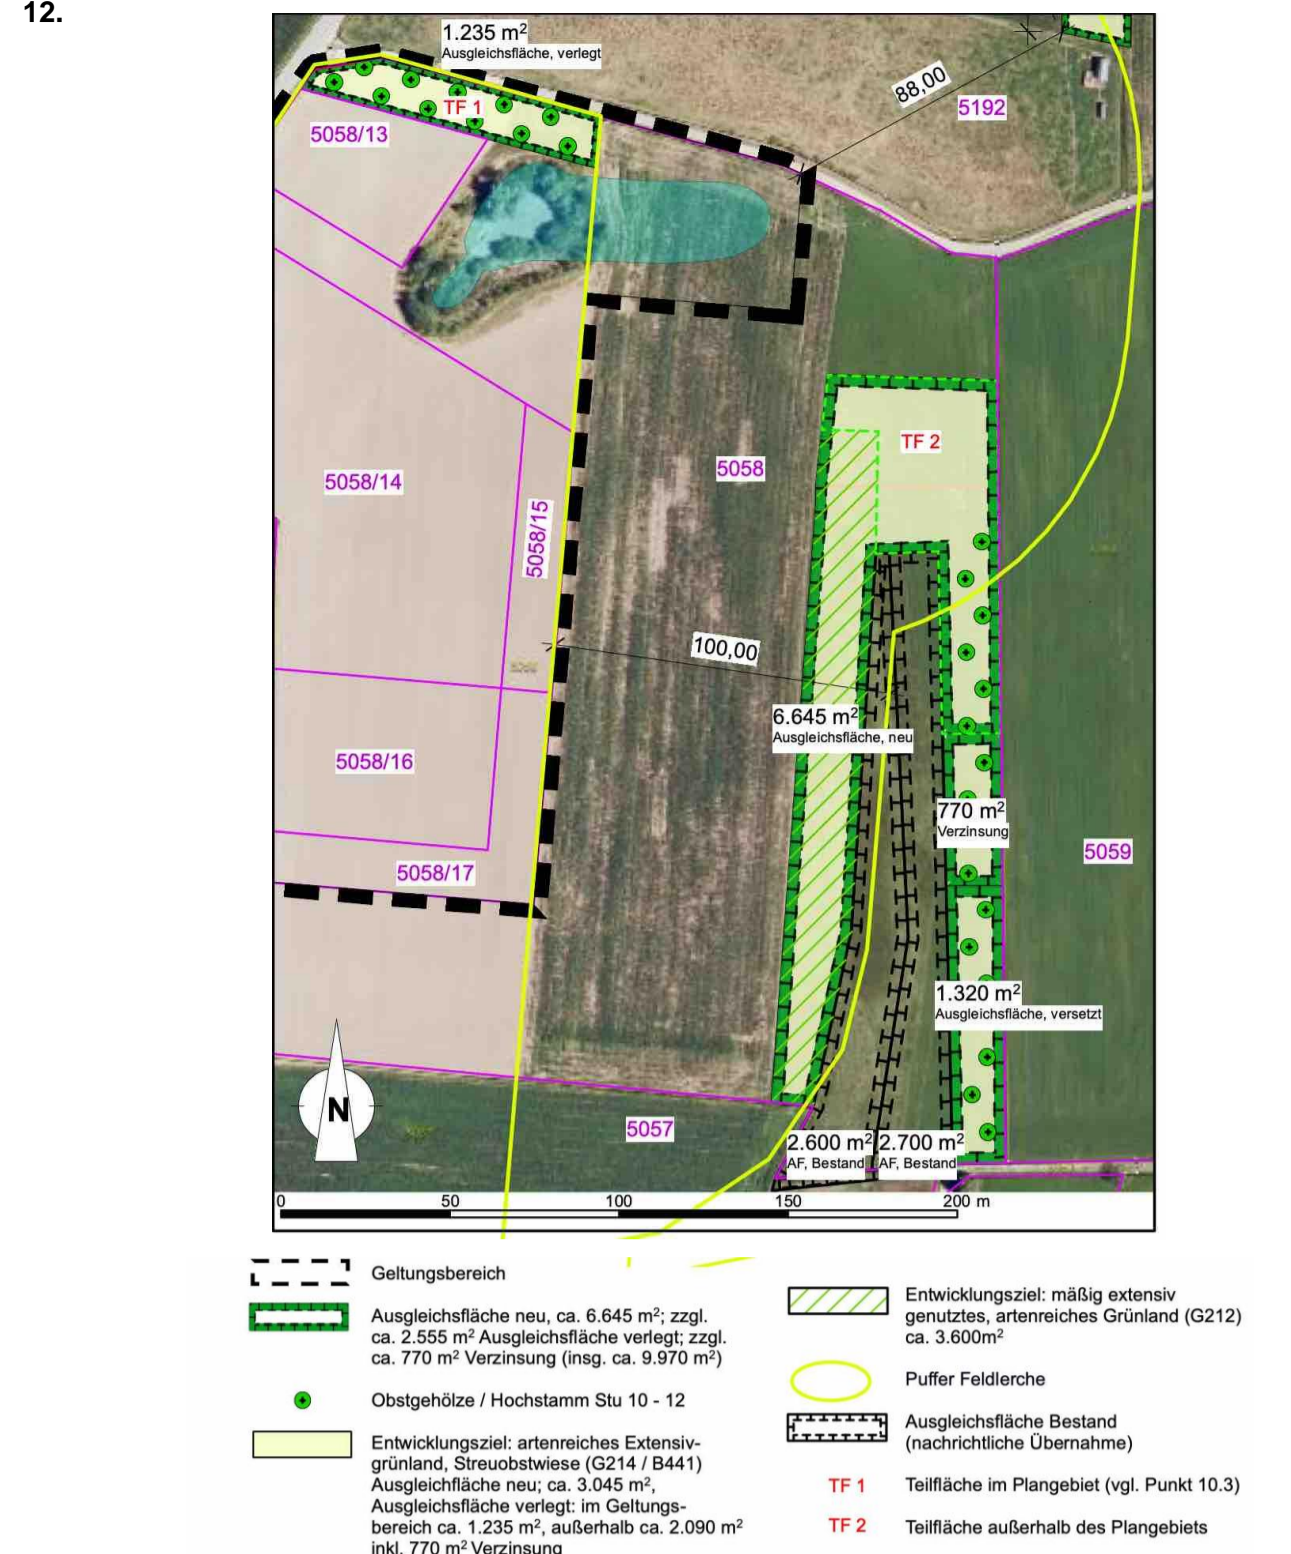 12.
1.235 m²
Ausgleichsfläche, verlegt
88,00
5192
TF 1
5058/13
TF 2
5058
5058/14
5058/15
100,00
6.645 m²
Ausgleichsfläche, neu
5058/16
770 m²
Verzinsung
5059
5058/17
1.320 m²
Ausgleichsfläche, versetzt
N
5057
2.600 m²
AF, Bestand
2.700 m²
AF, Bestand
0 50 100 150 200 m
Geltungsbereich
Ausgleichsfläche neu, ca. 6.645 m²; zzgl.
ca. 2.555 m² Ausgleichsfläche verlegt; zzgl.
ca. 770 m² Verzinsung (insg. ca. 9.970 m²)
Obstgehölze / Hochstamm Stu 10 - 12
Entwicklungsziel: artenreiches Extensiv-
grünland, Streuobstwiese (G214 / B441)
Ausgleichfläche neu; ca. 3.045 m²,
Ausgleichsfläche verlegt: im Geltungs-
bereich ca. 1.235 m², außerhalb ca. 2.090 m²
inkl. 770 m² Verzinsung
Entwicklungsziel: mäßig extensiv
genutztes, artenreiches Grünland (G212)
ca. 3.600m²
Puffer Feldlerche
Ausgleichsfläche Bestand
(nachrichtliche Übernahme)
TF 1 Teilfläche im Plangebiet (vgl. Punkt 10.3)
TF 2 Teilfläche außerhalb des Plangebiets